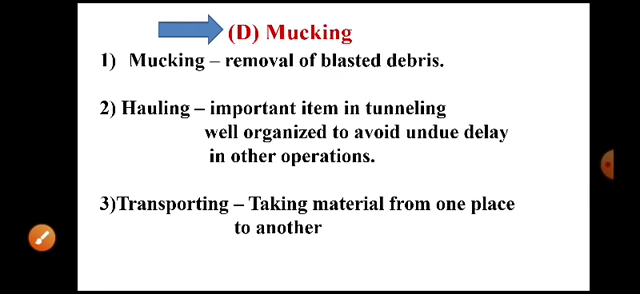 (D) Mucking
1) Mucking – removal of blasted debris.
2) Hauling – important item in tunneling
well organized to avoid undue delay
in other operations.
3)Transporting – Taking material from one place
to another